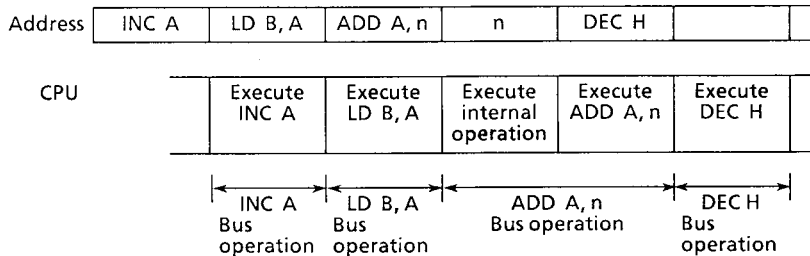 Address INC A LD B, A ADD A, n n DEC H
CPU Execute Execute Execute Execute Execute
INC A LD B, A internal ADD A, n DEC H
operation
INC A LD B, A ADD A, n DEC H
Bus Bus Bus operation Bus
operation operation operation